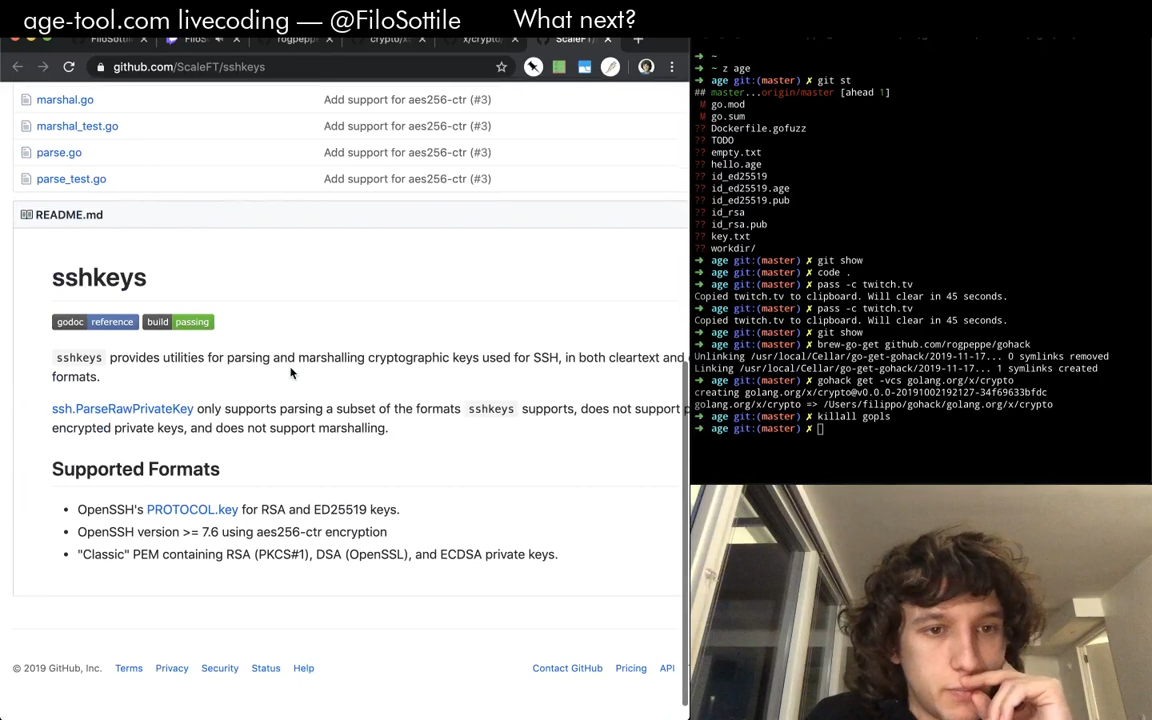 age-tool.com livecoding — @FiloSottile
What next?
FiloSottile
FiloS
rogpeppe
crypto/x
x/crypto/
ScaleFT/
github.com/ScaleFT/sshkeys
marshal.go Add support for aes256-ctr (#3)
marshal_test.go Add support for aes256-ctr (#3)
parse.go Add support for aes256-ctr (#3)
parse_test.go Add support for aes256-ctr (#3)
README.md
sshkeys
godoc reference build passing
sshkeys provides utilities for parsing and marshalling cryptographic keys used for SSH, in both cleartext and
formats.
ssh.ParseRawPrivateKey only supports parsing a subset of the formats sshkeys supports, does not support p
encrypted private keys, and does not support marshalling.
Supported Formats
• OpenSSH's PROTOCOL.key for RSA and ED25519 keys.
• OpenSSH version >= 7.6 using aes256-ctr encryption
• "Classic" PEM containing RSA (PKCS#1), DSA (OpenSSL), and ECDSA private keys.
© 2019 GitHub, Inc. Terms Privacy Security Status Help Contact GitHub Pricing API
➜ ~
➜ ~ z age
➜ age git:(master) ✗ git st
## master...origin/master [ahead 1]
M go.mod
M go.sum
?? Dockerfile.gofuzz
?? TODO
?? empty.txt
?? hello.age
?? id_ed25519
?? id_ed25519.age
?? id_ed25519.pub
?? id_rsa
?? id_rsa.pub
?? key.txt
?? workdir/
➜ age git:(master) ✗ git show
➜ age git:(master) ✗ code .
➜ age git:(master) ✗ pass -c twitch.tv
Copied twitch.tv to clipboard. Will clear in 45 seconds.
➜ age git:(master) ✗ pass -c twitch.tv
Copied twitch.tv to clipboard. Will clear in 45 seconds.
➜ age git:(master) ✗ git show
➜ age git:(master) ✗ brew-go-get github.com/rogpeppe/gohack
Unlinking /usr/local/Cellar/go-get-gohack/2019-11-17... 0 symlinks removed
Linking /usr/local/Cellar/go-get-gohack/2019-11-17... 1 symlinks created
➜ age git:(master) ✗ gohack get -vcs golang.org/x/crypto
creating golang.org/x/crypto@v0.0.0-20191002192127-34f69633bfdc
golang.org/x/crypto => /Users/filippo/gohack/golang.org/x/crypto
➜ age git:(master) ✗ killall gopls
➜ age git:(master) ✗